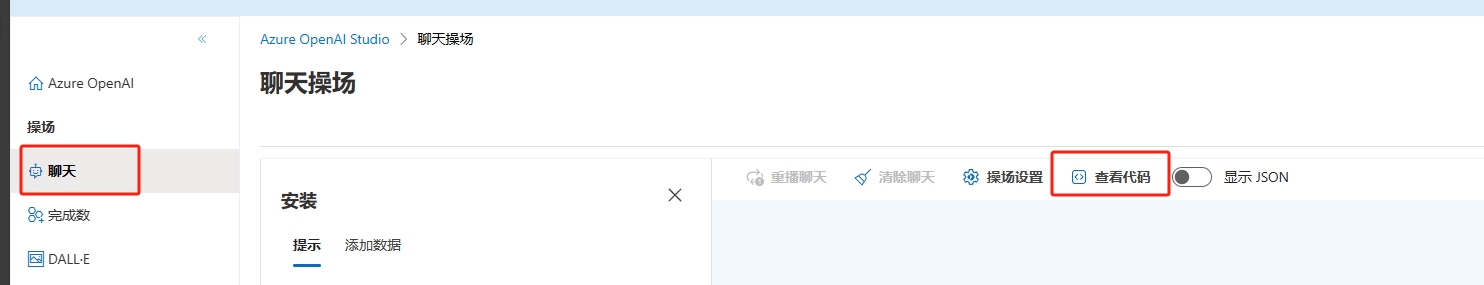 Azure OpenAI Studio > 聊天操场
Azure OpenAI
聊天操场
操场
聊天
完成数
DALL·E
重播聊天 清除聊天 操场设置 查看代码 显示 JSON
安装
提示 添加数据